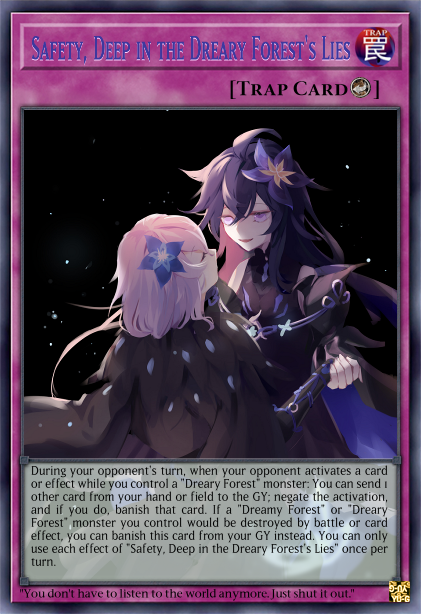 Safety, Deep in the Dreary Forest's Lies
TRAP
罠
[Trap Card]
During your opponent's turn, when your opponent activates a card
or effect while you control a "Dreary Forest" monster: You can send 1
other card from your hand or field to the GY; negate the activation,
and if you do, banish that card. If a "Dreamy Forest" or "Dreary
Forest" monster you control would be destroyed by battle or card
effect, you can banish this card from your GY instead. You can only
use each effect of "Safety, Deep in the Dreary Forest's Lies" once per
turn.
"You don't have to listen to the world anymore. Just shut it out."